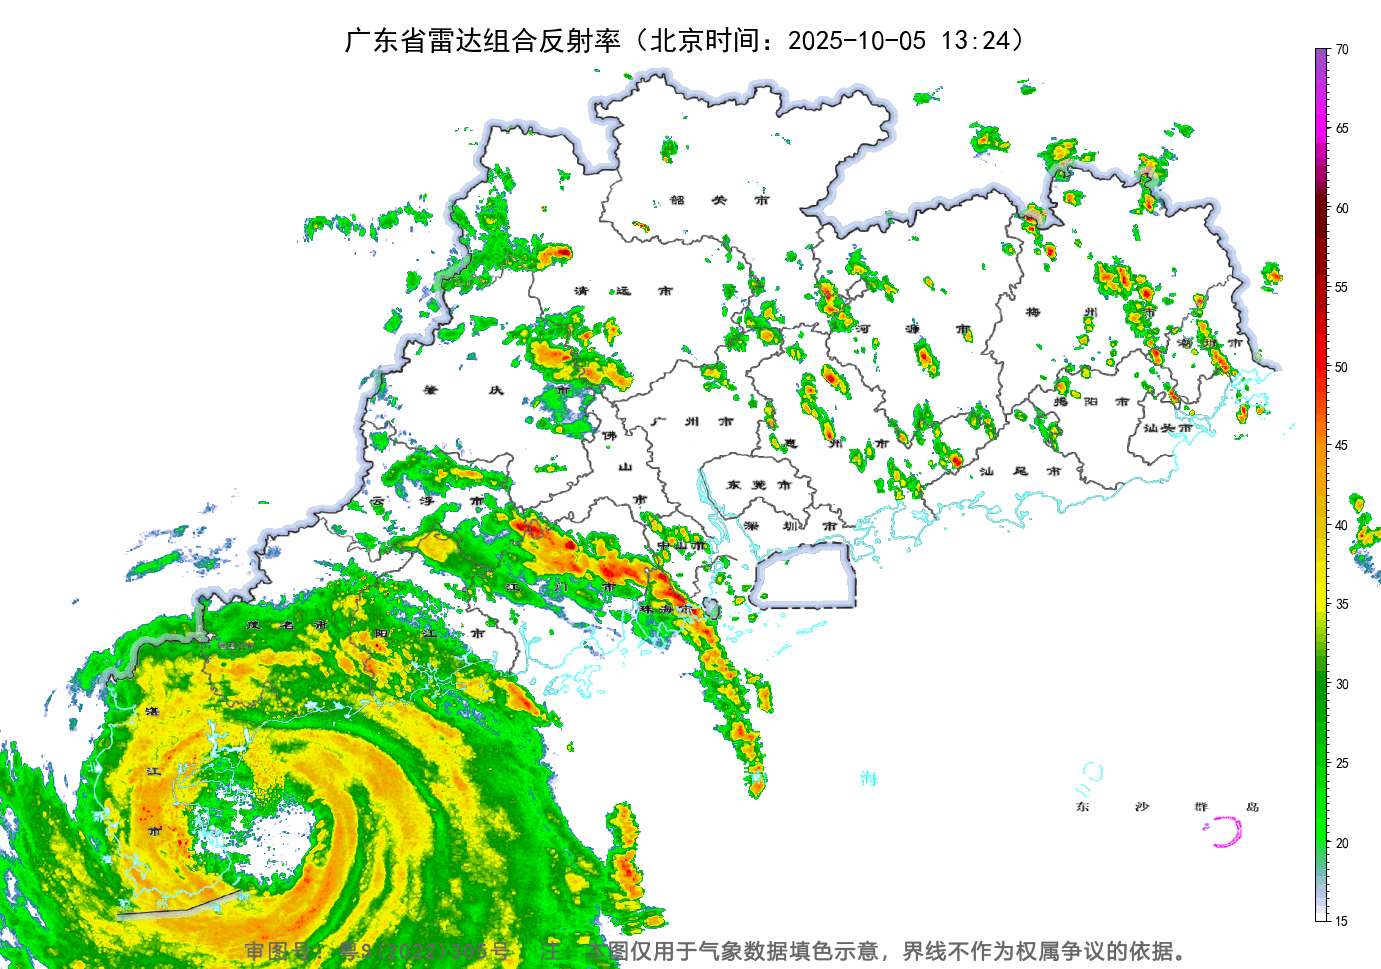 广东省雷达组合反射率（北京时间：2025-10-05 13:24）
70
65
60
55
50
45
40
35
30
25
20
15
韶关市
清远市
河源市
梅州市
潮州市
肇庆市
广州市
佛山市
惠州市
揭阳市
汕头市
汕尾市
东莞市
深圳市
云浮市
中山市
江门市
珠海市
茂名市
阳江市
湛江市
海
东沙群岛
审图号：粤S(2022)305号 注：本图仅用于气象数据填色示意，界线不作为权属争议的依据。